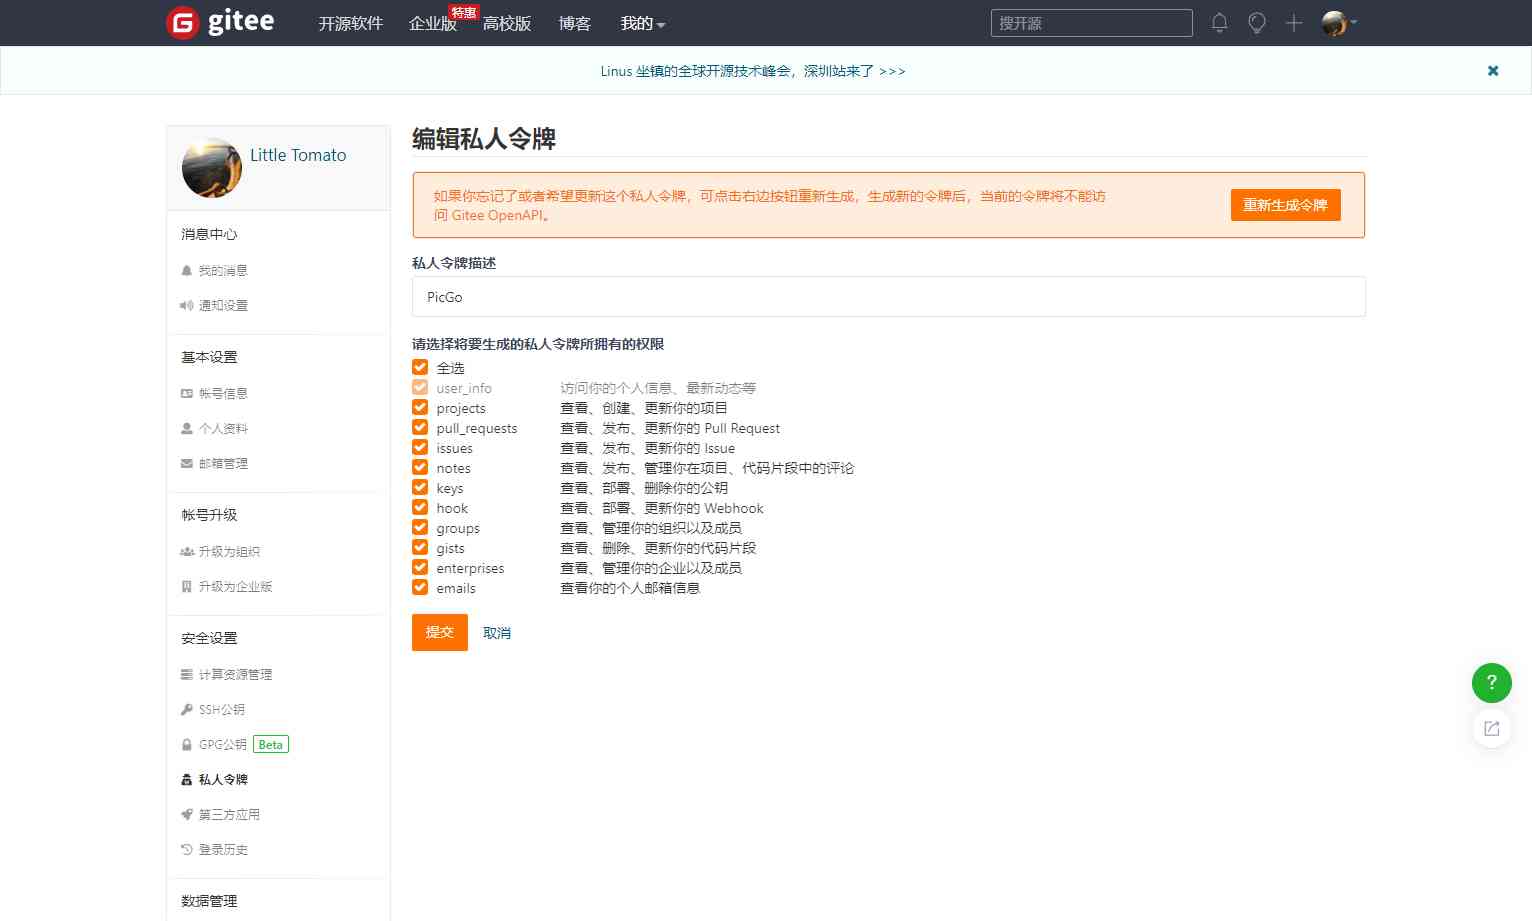 gitee
开源软件
企业版
特惠
高校版
博客
我的
搜开源
Linus 坐镇的全球开源技术峰会，深圳站来了 >>>
Little Tomato
消息中心
我的消息
通知设置
基本设置
帐号信息
个人资料
邮箱管理
帐号升级
升级为组织
升级为企业版
安全设置
计算资源管理
SSH公钥
GPG公钥 Beta
私人令牌
第三方应用
登录历史
数据管理
编辑私人令牌
如果你忘记了或者希望更新这个私人令牌，可点击右边按钮重新生成，生成新的令牌后，当前的令牌将不能访
问 Gitee OpenAPI。
重新生成令牌
私人令牌描述
PicGo
请选择将要生成的私人令牌所拥有的权限
全选
user_info 访问你的个人信息、最新动态等
projects 查看、创建、更新你的项目
pull_requests 查看、发布、更新你的 Pull Request
issues 查看、发布、更新你的 Issue
notes 查看、发布、管理你在项目、代码片段中的评论
keys 查看、部署、删除你的公钥
hook 查看、部署、更新你的 Webhook
groups 查看、管理你的组织以及成员
gists 查看、删除、更新你的代码片段
enterprises 查看、管理你的企业以及成员
emails 查看你的个人邮箱信息
提交 取消
?